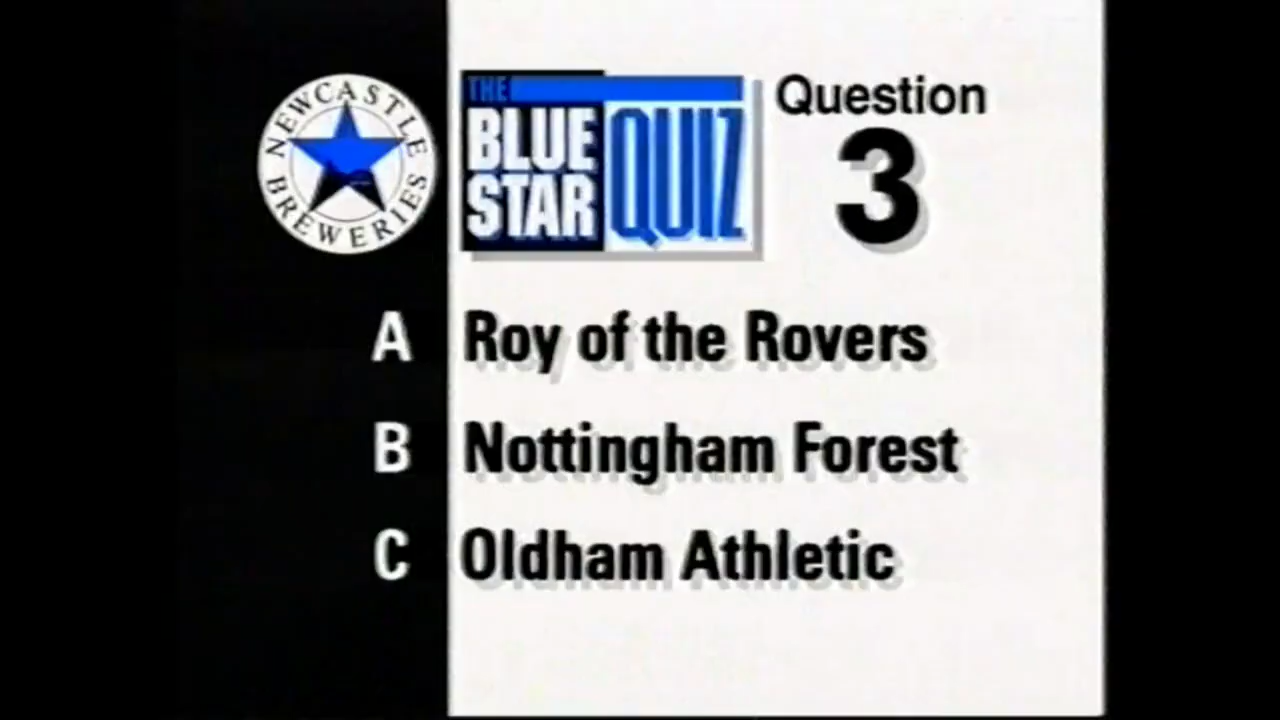 NEWCASTLE BREWERIES
THE
BLUE STAR QUIZ
Question
3
A Roy of the Rovers
B Nottingham Forest
C Oldham Athletic